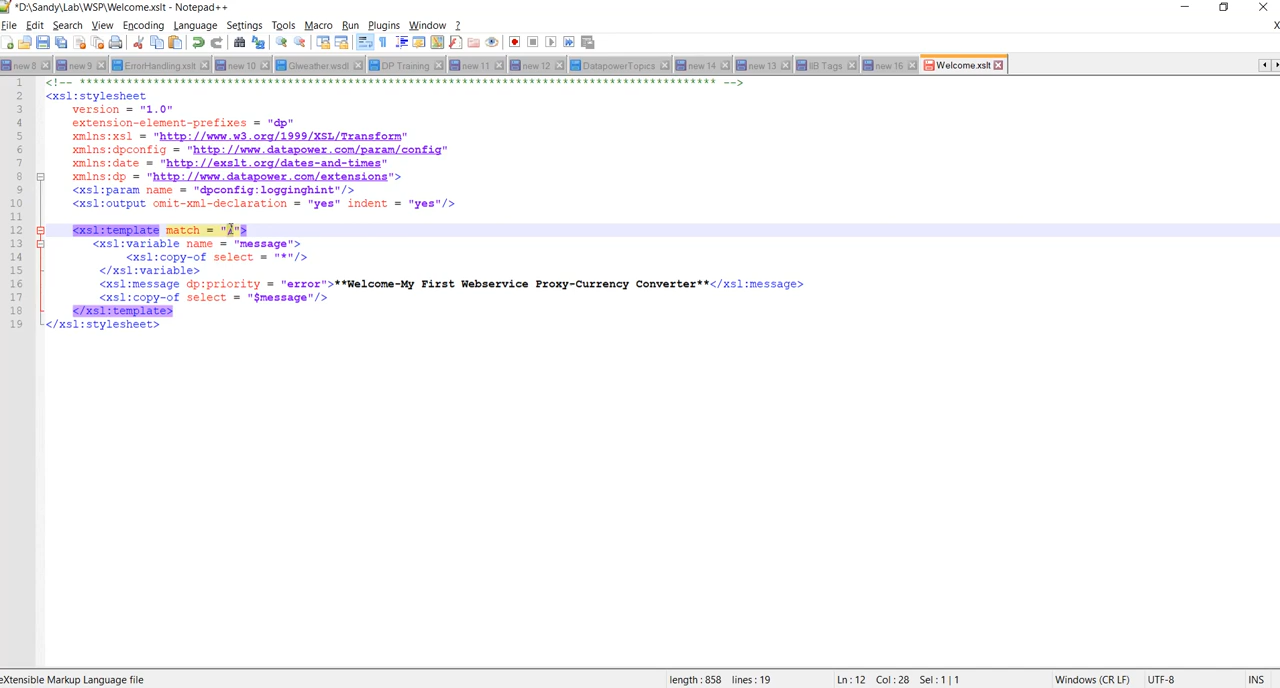 *D:\Sandy\Lab\WSP\Welcome.xslt - Notepad++
File Edit Search View Encoding Language Settings Tools Macro Run Plugins Window ? X
new 8 new 9 ErrorHandling.xslt new 10 Glweather.wsdl DP Training new 11 new 12 DatapowerTopics new 14 new 13 IIB Tags new 16 Welcome.xslt
1 <!-- *********************************************************************************************** -->
2 <xsl:stylesheet
3 version = "1.0"
4 extension-element-prefixes = "dp"
5 xmlns:xsl = "http://www.w3.org/1999/XSL/Transform"
6 xmlns:dpconfig = "http://www.datapower.com/param/config"
7 xmlns:date = "http://exslt.org/dates-and-times"
8 xmlns:dp = "http://www.datapower.com/extensions">
9 <xsl:param name = "dpconfig:logginghint"/>
10 <xsl:output omit-xml-declaration = "yes" indent = "yes"/>
11
12 <xsl:template match = "/">
13 <xsl:variable name = "message">
14 <xsl:copy-of select = "*"/>
15 </xsl:variable>
16 <xsl:message dp:priority = "error">**Welcome-My First Webservice Proxy-Currency Converter**</xsl:message>
17 <xsl:copy-of select = "$message"/>
18 </xsl:template>
19 </xsl:stylesheet>
eXtensible Markup Language file length : 858 lines : 19 Ln : 12 Col : 28 Sel : 1 | 1 Windows (CR LF) UTF-8 INS